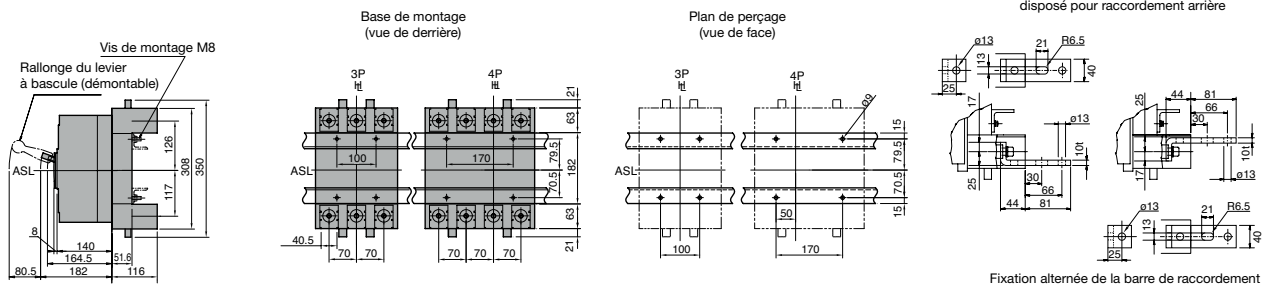 disposé pour raccordement arrière
Base de montage
(vue de derrière)
Plan de perçage
(vue de face)
Vis de montage M8
Rallonge du levier
à bascule (démontable)
ASL
126
117
308
350
8
140
164.5
51.6
80.5
182
116
3P
4P
ASL
100
170
21
63
79.5
182
70.5
63
21
40.5
70
70
70
70
70
3P
4P
ø9
ASL
15
79.5
70.5
15
50
100
170
ø13
21
R6.5
13
40
25
17
25
44
81
66
25
30
ø13
10t
30
66
44
81
10t
17
ø13
ø13
21
R6.5
13
40
25
Fixation alternée de la barre de raccordement